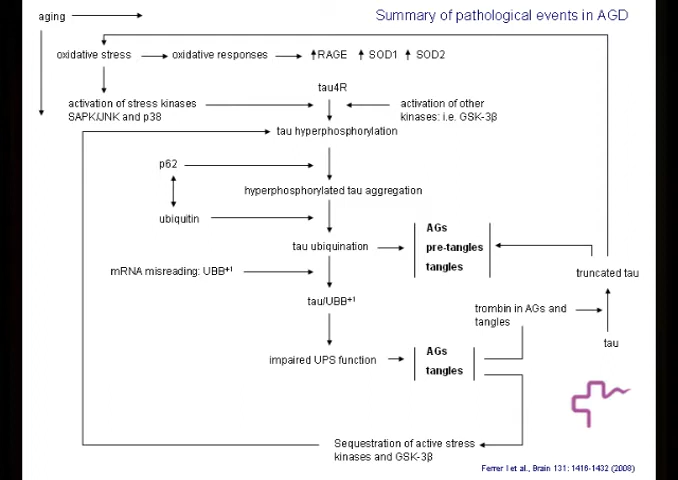 aging
Summary of pathological events in AGD
oxidative stress
oxidative responses
RAGE SOD1 SOD2
tau4R
activation of stress kinases
SAPK/JNK and p38
activation of other
kinases: i.e. GSK-3β
tau hyperphosphorylation
p62
hyperphosphorylated tau aggregation
ubiquitin
AGs
pre-tangles
tangles
tau ubiquination
mRNA misreading: UBB+1
truncated tau
tau/UBB+1
trombin in AGs and
tangles
tau
impaired UPS function
AGs
tangles
Sequestration of active stress
kinases and GSK-3β
Ferrer I et al., Brain 131: 1416-1432 (2008)